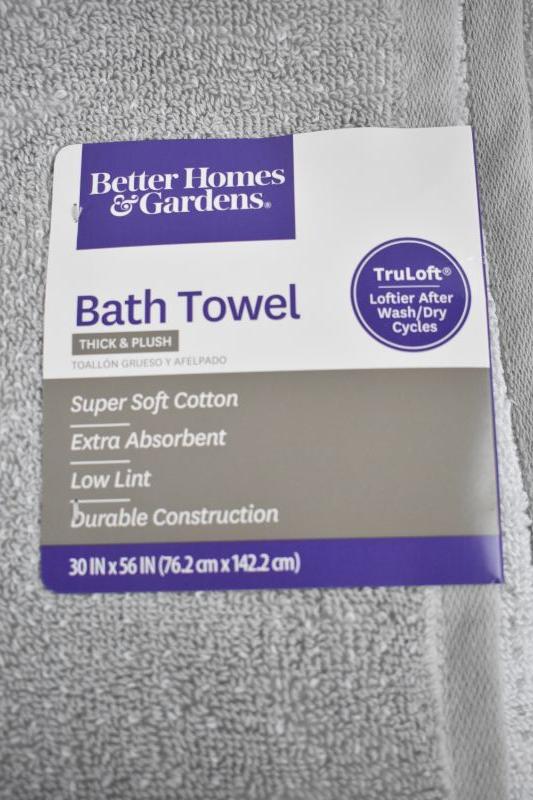 Better Homes
& Gardens®
Bath Towel
THICK & PLUSH
TOALLÓN GRUESO Y AFELPADO
TruLoft®
Loftier After
Wash/Dry
Cycles
Super Soft Cotton
Extra Absorbent
Low Lint
Durable Construction
30 IN x 56 IN (76.2 cm x 142.2 cm)